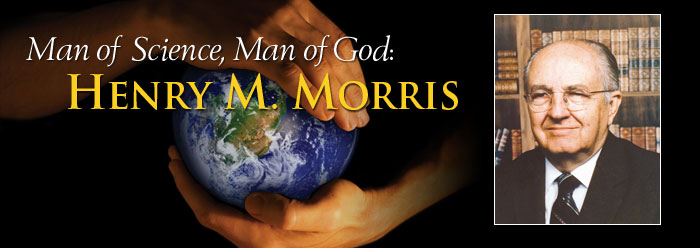 Man of Science, Man of God:
Henry M. Morris